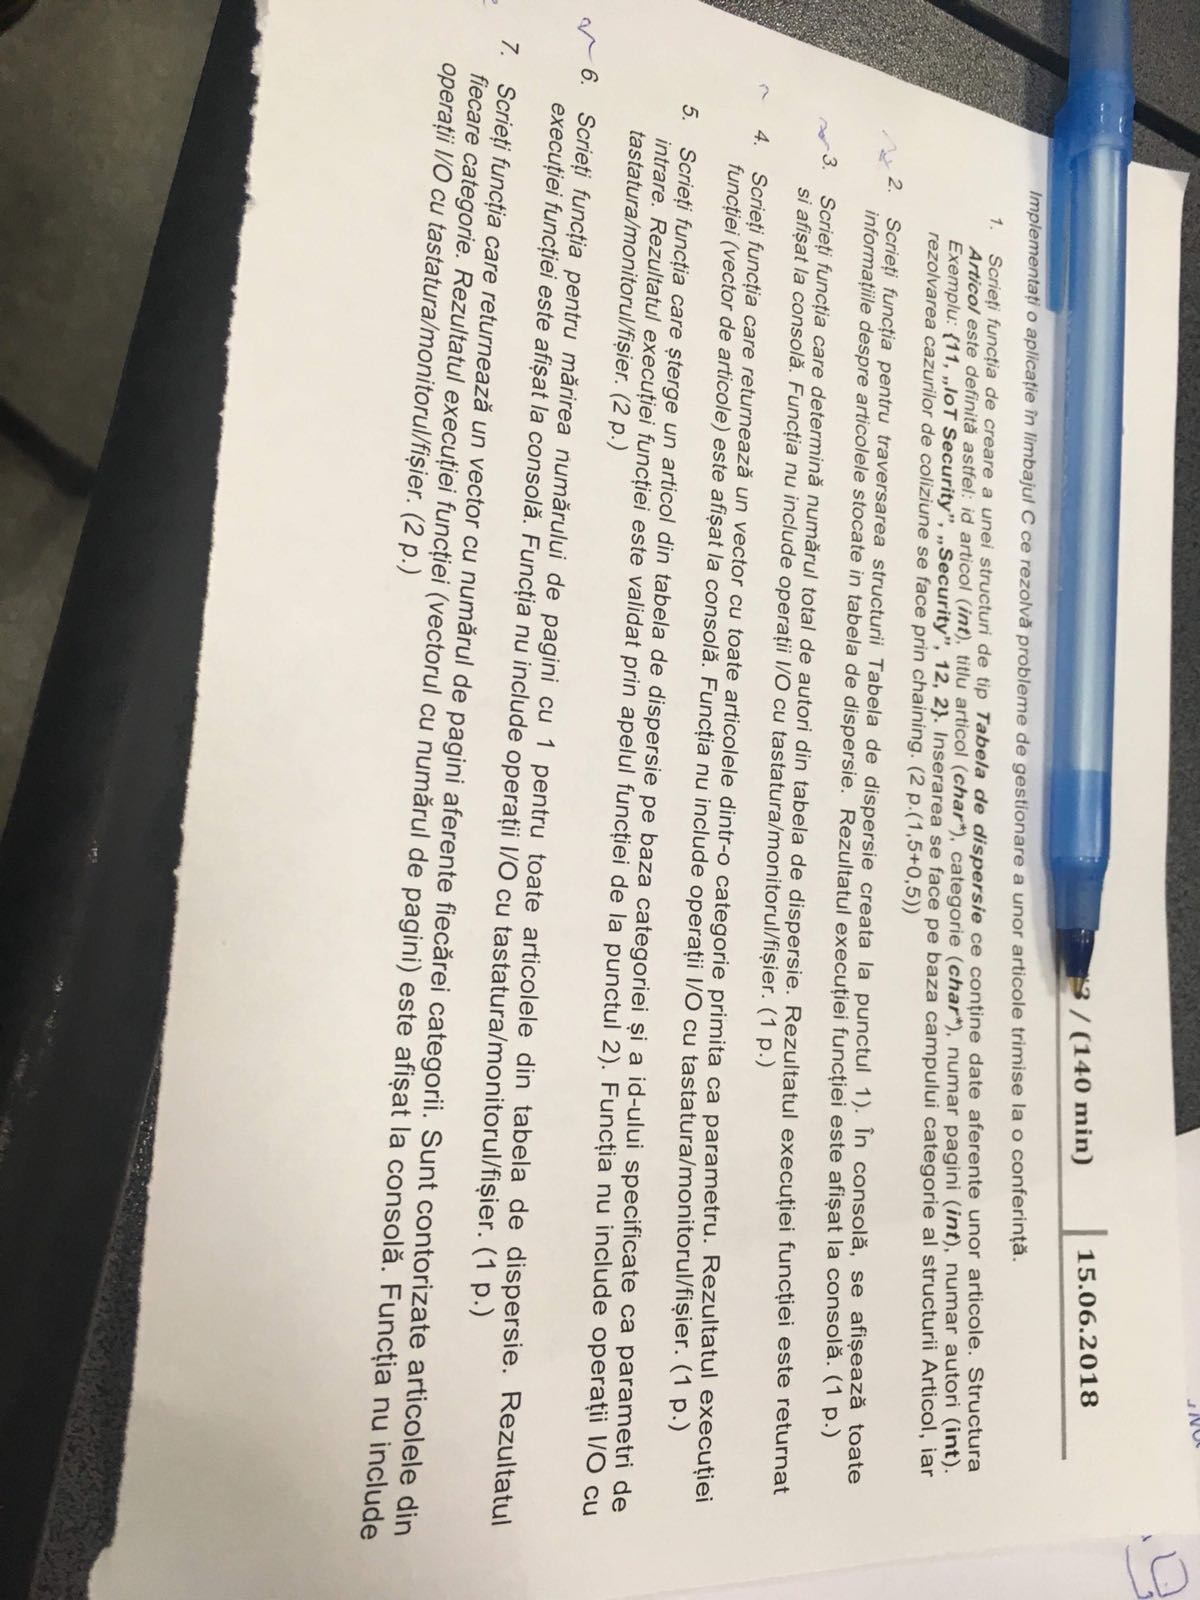 / (140 min) 15.06.2018
Implementați o aplicație în limbajul C ce rezolvă probleme de gestionare a unor articole trimise la o conferință.
1. Scrieți funcția de creare a unei structuri de tip Tabela de dispersie ce conține date aferente unor articole. Structura
Articol este definită astfel: id articol (int), titlu articol (char*), categorie (char*), numar pagini (int), numar autori (int).
Exemplu: {11, „IoT Security”, „Security”, 12, 2}. Inserarea se face pe baza campului categorie al structurii Articol, iar
rezolvarea cazurilor de coliziune se face prin chaining. (2 p.(1,5+0,5))
2. Scrieți funcția pentru traversarea structurii Tabela de dispersie creata la punctul 1). În consolă, se afișează toate
informațiile despre articolele stocate in tabela de dispersie. Rezultatul execuției funcției este afișat la consolă. (1 p.)
3. Scrieți funcția care determină numărul total de autori din tabela de dispersie. Rezultatul execuției funcției este returnat
si afișat la consolă. Funcția nu include operații I/O cu tastatura/monitorul/fișier. (1 p.)
4. Scrieți funcția care returnează un vector cu toate articolele dintr-o categorie primita ca parametru. Rezultatul execuției
funcției (vector de articole) este afișat la consolă. Funcția nu include operații I/O cu tastatura/monitorul/fișier. (1 p.)
5. Scrieți funcția care șterge un articol din tabela de dispersie pe baza categoriei și a id-ului specificate ca parametri de
intrare. Rezultatul execuției funcției este validat prin apelul funcției de la punctul 2). Funcția nu include operații I/O cu
tastatura/monitorul/fișier. (2 p.)
6. Scrieți funcția pentru mărirea numărului de pagini cu 1 pentru toate articolele din tabela de dispersie. Rezultatul
execuției funcției este afișat la consolă. Funcția nu include operații I/O cu tastatura/monitorul/fișier. (1 p.)
7. Scrieți funcția care returnează un vector cu numărul de pagini aferente fiecărei categorii. Sunt contorizate articolele din
fiecare categorie. Rezultatul execuției funcției (vectorul cu numărul de pagini) este afișat la consolă. Funcția nu include
operații I/O cu tastatura/monitorul/fișier. (2 p.)